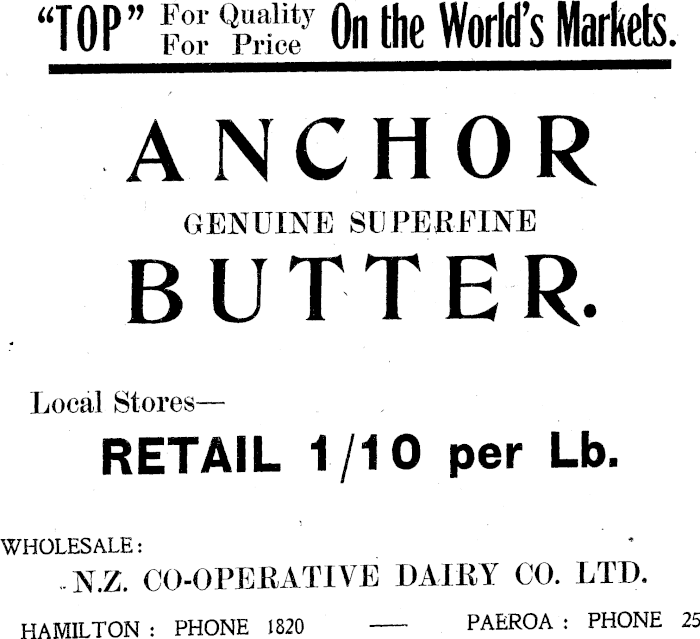 "TOP" For Quality On the World's Markets.
For Price
ANCHOR
GENUINE SUPERFINE
BUTTER.
Local Stores—
RETAIL 1/10 per Lb.
WHOLESALE:
N.Z. CO-OPERATIVE DAIRY CO. LTD.
HAMILTON : PHONE 1820 — PAEROA : PHONE 25